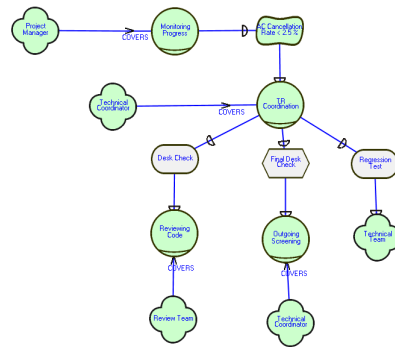 Project
Manager
COVERS
Monitoring
Progress
AC Cancellation
Rate < 2.5 %
Technical
Coordinator
COVERS
TR
Coordination
Desk Check
Final Desk
Check
Regression
Test
Reviewing
Code
Outgoing
Screening
Technical
Team
COVERS
COVERS
Review Team
Technical
Coordinator